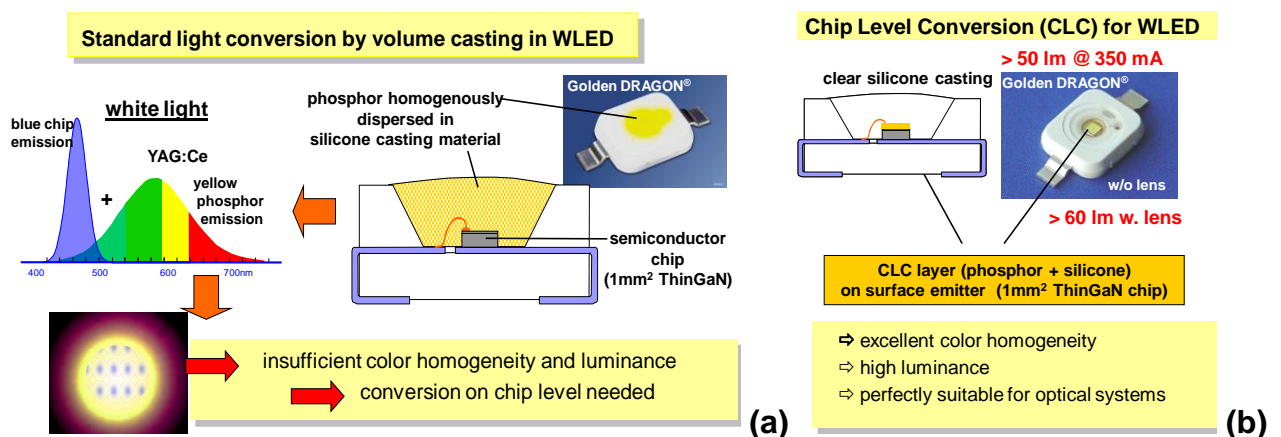 Standard light conversion by volume casting in WLED
white light
blue chip
emission
YAG:Ce
+
yellow
phosphor
emission
400 500 600 700nm
phosphor homogenously
dispersed in
silicone casting material
Golden DRAGON®
semiconductor
chip
(1mm² ThinGaN)
insufficient color homogeneity and luminance
conversion on chip level needed
(a)
Chip Level Conversion (CLC) for WLED
> 50 lm @ 350 mA
clear silicone casting
Golden DRAGON®
w/o lens
> 60 lm w. lens
CLC layer (phosphor + silicone)
on surface emitter (1mm² ThinGaN chip)
⇨ excellent color homogeneity
⇨ high luminance
⇨ perfectly suitable for optical systems
(b)